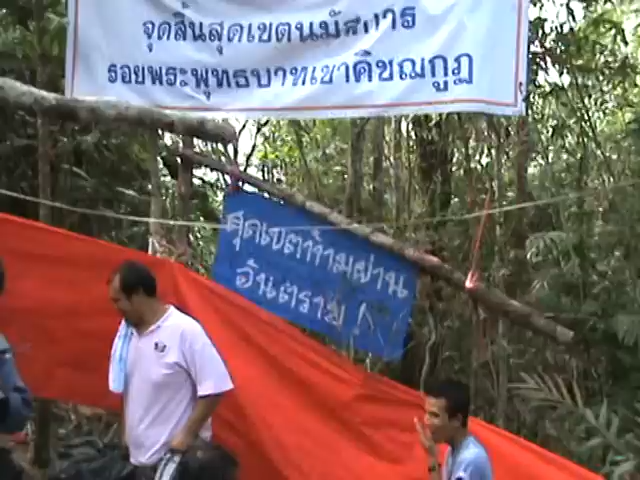 จุดสิ้นสุดเขตนมัสการ
รอยพระพุทธบาทเขาคิชฌกูฏ
สุดเขตห้ามผ่าน
อันตราย !